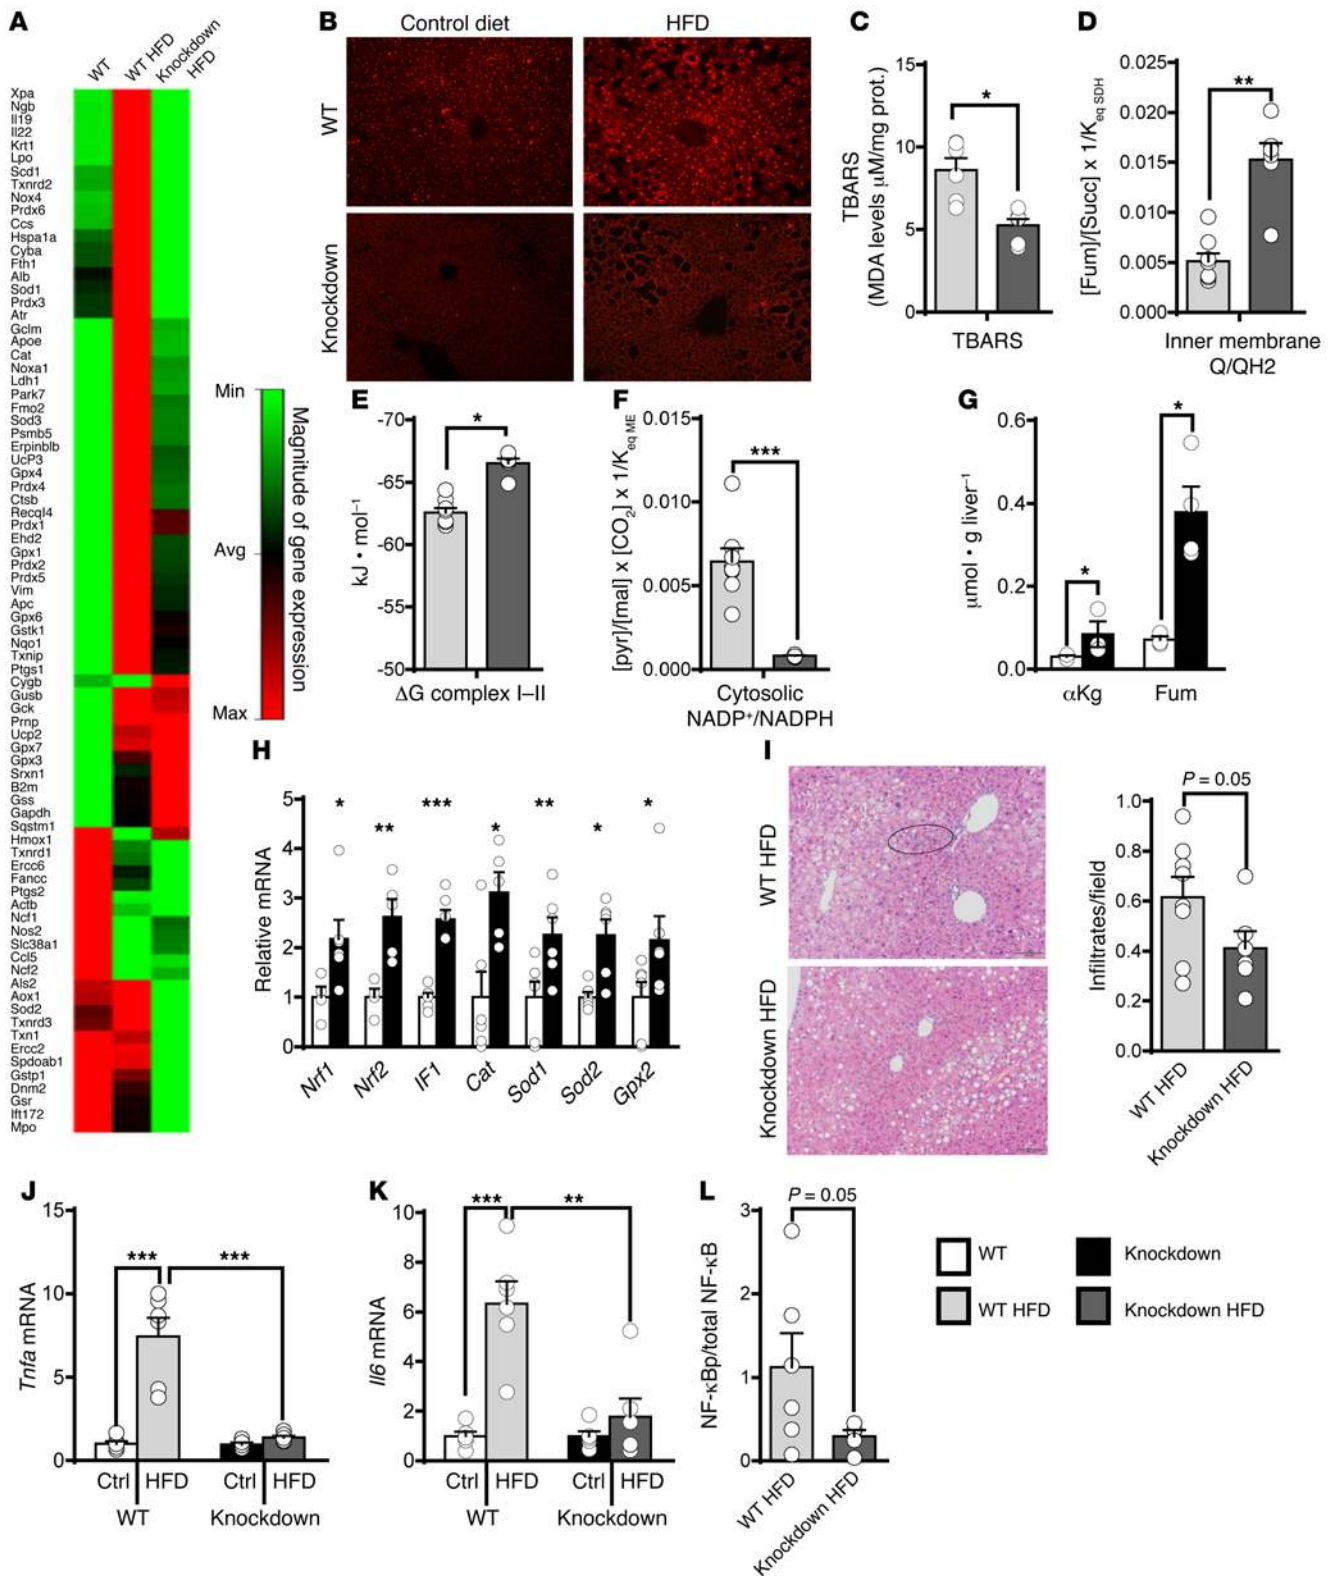 A
WT
WT HFD
Knockdown
HFD
Xpa
Ngb
Il19
Il22
Krt1
Lpo
Scd1
Txnrd2
Nox4
Prdx6
Ccs
Hspa1a
Cyba
Fth1
Alb
Sod1
Prdx3
Atr
Gclm
Apoe
Cat
Noxa1
Ldh1
Park7
Fmo2
Sod3
Psmb5
Erpinblb
UcP3
Gpx4
Prdx4
Ctsb
Recql4
Prdx1
Ehd2
Gpx1
Prdx2
Prdx5
Vim
Apc
Gpx6
Gstk1
Nqo1
Txnip
Ptgs1
Cygb
Gusb
Gck
Prnp
Ucp2
Gpx7
Gpx3
Srxn1
B2m
Gss
Gapdh
Sqstm1
Hmox1
Txnrd1
Ercc6
Fancc
Ptgs2
Actb
Ncf1
Nos2
Slc38a1
Ccl5
Ncf2
Als2
Aox1
Sod2
Txnrd3
Txn1
Ercc2
Spdoab1
Gstp1
Dnm2
Gsr
Ift172
Mpo
Min
Avg
Max
Magnitude of gene expression
B
Control diet
HFD
WT
Knockdown
C
TBARS
(MDA levels μM/mg prot.)
15
10
5
0
*
TBARS
D
[Fum]/[Succ] x 1/Keq SDH
0.025
0.020
0.015
0.010
0.005
0.000
**
Inner membrane
Q/QH2
E
kJ • mol⁻¹
-70
-65
-60
-55
-50
*
ΔG complex I–II
F
[pyr]/[mal] x [CO₂] x 1/Keq ME
0.015
0.010
0.005
0.000
***
Cytosolic
NADP⁺/NADPH
G
μmol • g liver⁻¹
0.6
0.4
0.2
0.0
*
*
αKg
Fum
H
Relative mRNA
5
4
3
2
1
0
*
**
***
*
**
*
*
Nrf1
Nrf2
IF1
Cat
Sod1
Sod2
Gpx2
I
WT HFD
Knockdown HFD
Infiltrates/field
P = 0.05
1.0
0.8
0.6
0.4
0.2
0.0
WT HFD
Knockdown HFD
J
Tnfa mRNA
15
10
5
0
***
***
Ctrl
HFD
Ctrl
HFD
WT
Knockdown
K
Il6 mRNA
10
8
6
4
2
0
***
**
Ctrl
HFD
Ctrl
HFD
WT
Knockdown
L
NF-κBp/total NF-κB
P = 0.05
3
2
1
0
WT HFD
Knockdown HFD
WT
Knockdown
WT HFD
Knockdown HFD